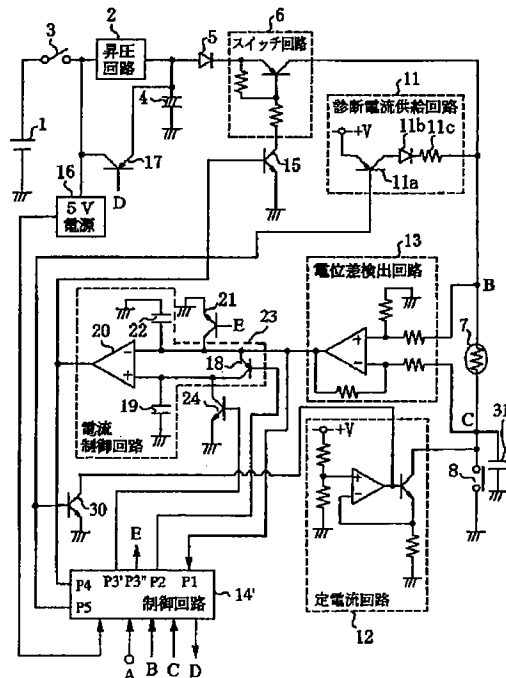 6
2
5
3
昇圧
回路
スイッチ回路
11
診断電流供給回路
4
+V
11b
11c
1
17
15
11a
16
D
5V
電源
13
電位差検出回路
B
21
23
22
20
E
7
18
−
+
−
+
19
24
C
31
電流
制御回路
+V
8
30
+
−
E
P4
P3'
P3"
P2
P1
P5
制御回路
14'
定電流回路
12
A
B
C
D